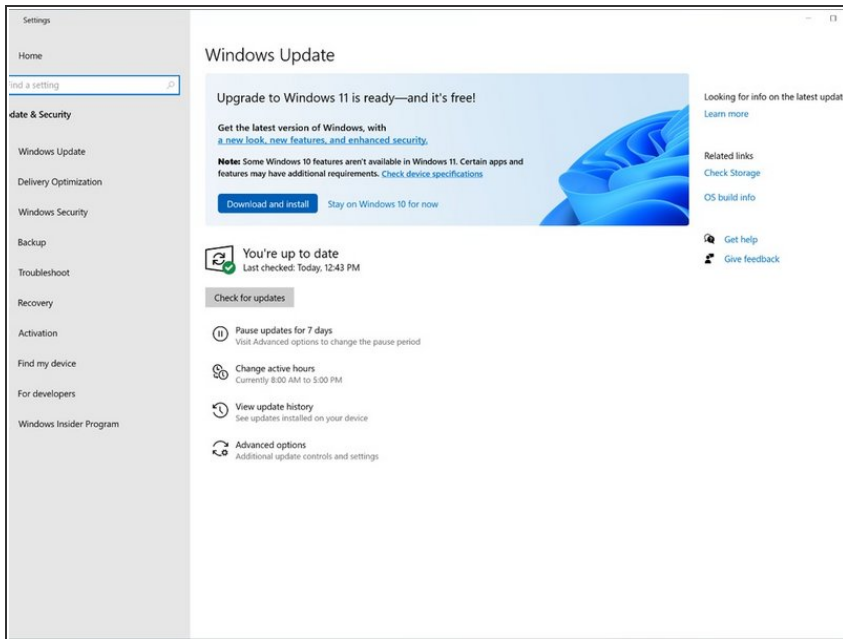 Settings
Home
ind a setting
date & Security
Windows Update
Delivery Optimization
Windows Security
Backup
Troubleshoot
Recovery
Activation
Find my device
For developers
Windows Insider Program
Windows Update
Upgrade to Windows 11 is ready—and it's free!
Get the latest version of Windows, with
a new look, new features, and enhanced security.
Note: Some Windows 10 features aren't available in Windows 11. Certain apps and
features may have additional requirements. Check device specifications
Download and install
Stay on Windows 10 for now
You're up to date
Last checked: Today, 12:43 PM
Check for updates
Pause updates for 7 days
Visit Advanced options to change the pause period
Change active hours
Currently 8:00 AM to 5:00 PM
View update history
See updates installed on your device
Advanced options
Additional update controls and settings
Looking for info on the latest updat
Learn more
Related links
Check Storage
OS build info
Get help
Give feedback